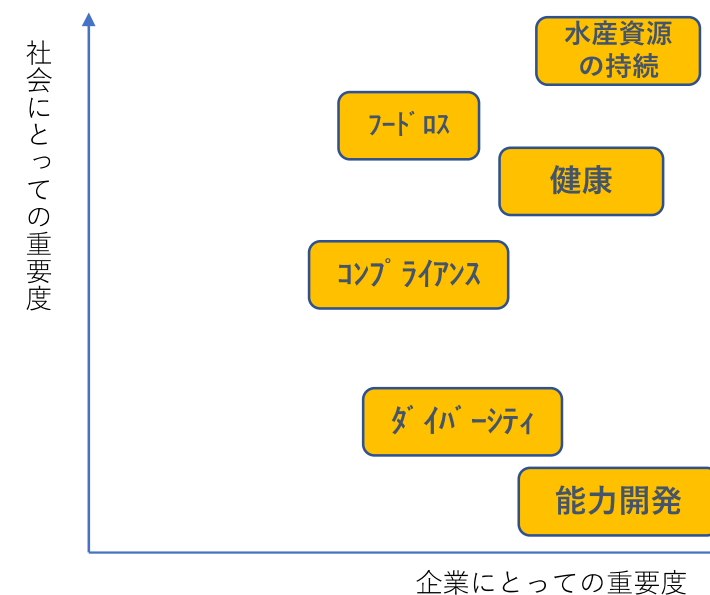 社会にとっての重要度
水産資源
の持続
ﾌｰﾄﾞﾛｽ
健康
ｺﾝﾌﾟﾗｲｱﾝｽ
ﾀﾞｲﾊﾞｰｼﾃｨ
能力開発
企業にとっての重要度